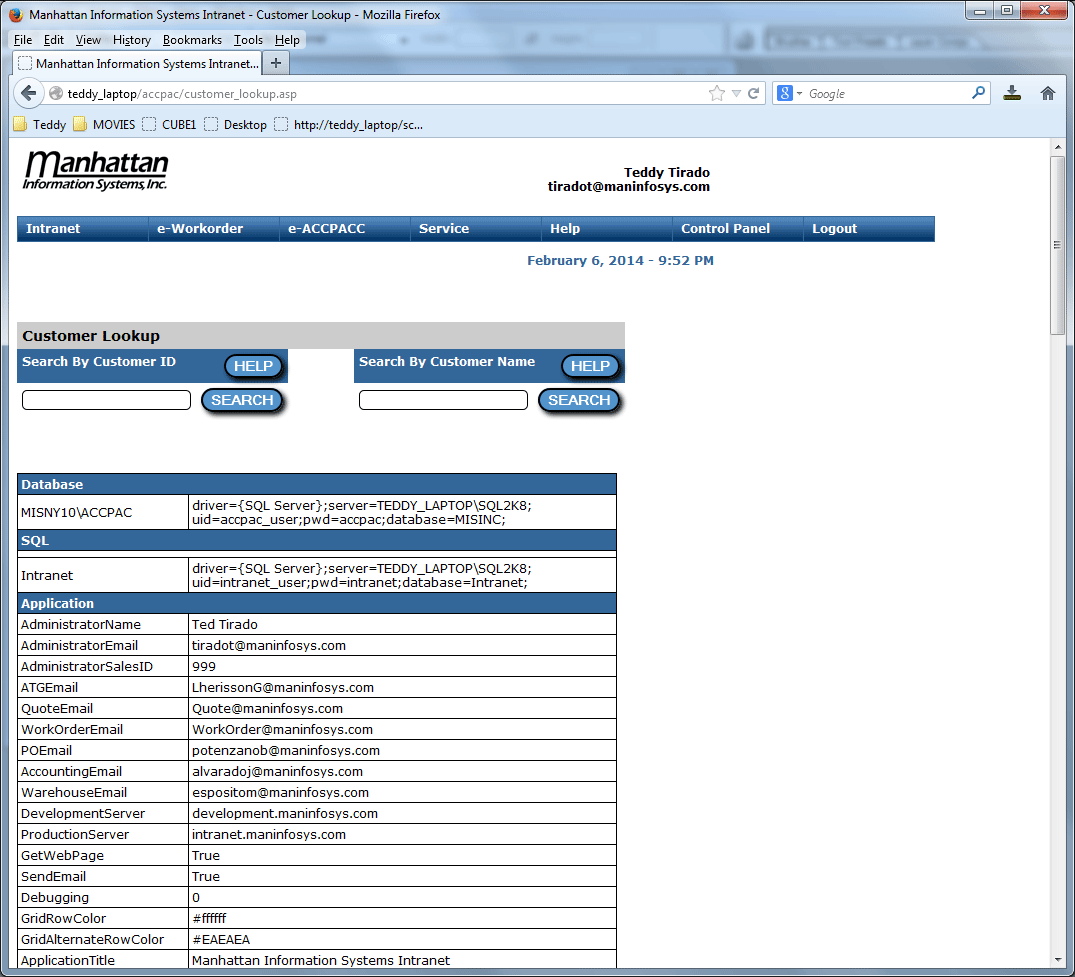 Manhattan Information Systems Intranet - Customer Lookup - Mozilla Firefox
File Edit View History Bookmarks Tools Help
Manhattan Information Systems Intranet... +
teddy_laptop/accpac/customer_lookup.asp 8 Google
Teddy MOVIES CUBE1 Desktop http://teddy_laptop/sc...
Manhattan
Information Systems, Inc.
Teddy Tirado
tiradot@maninfosys.com
Intranet e-Workorder e-ACCPACC Service Help Control Panel Logout
February 6, 2014 - 9:52 PM
Customer Lookup
Search By Customer ID HELP Search By Customer Name HELP
SEARCH SEARCH
Database
MISNY10\ACCPAC driver={SQL Server};server=TEDDY_LAPTOP\SQL2K8;
uid=accpac_user;pwd=accpac;database=MISINC;
SQL
Intranet driver={SQL Server};server=TEDDY_LAPTOP\SQL2K8;
uid=intranet_user;pwd=intranet;database=Intranet;
Application
AdministratorName Ted Tirado
AdministratorEmail tiradot@maninfosys.com
AdministratorSalesID 999
ATGEmail LherissonG@maninfosys.com
QuoteEmail Quote@maninfosys.com
WorkOrderEmail WorkOrder@maninfosys.com
POEmail potenzanob@maninfosys.com
AccountingEmail alvaradoj@maninfosys.com
WarehouseEmail espositom@maninfosys.com
DevelopmentServer development.maninfosys.com
ProductionServer intranet.maninfosys.com
GetWebPage True
SendEmail True
Debugging 0
GridRowColor #ffffff
GridAlternateRowColor #EAEAEA
ApplicationTitle Manhattan Information Systems Intranet